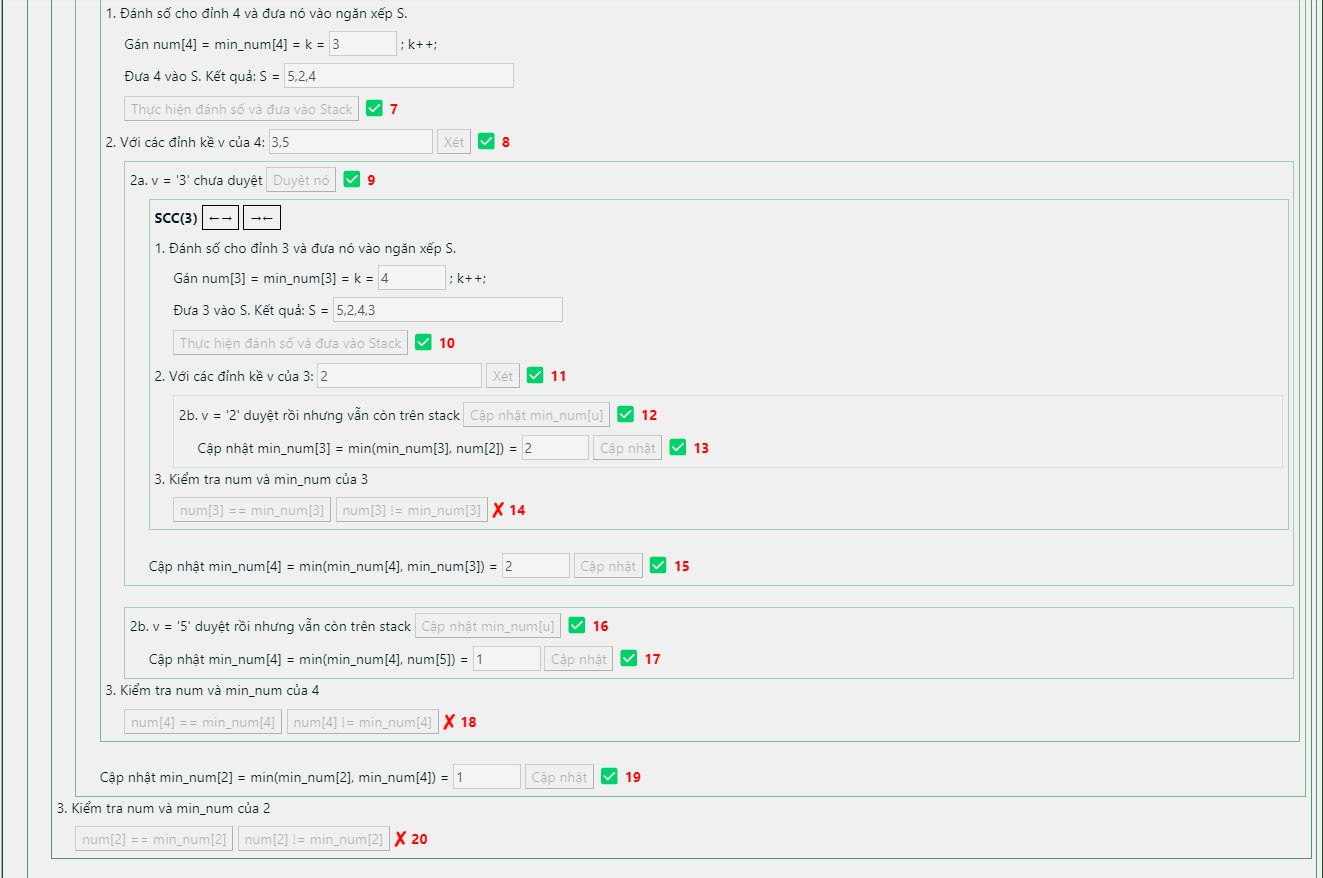 1. Đánh số cho đỉnh 4 và đưa nó vào ngăn xếp S.
Gán num[4] = min_num[4] = k = 3 ; k++;
Đưa 4 vào S. Kết quả: S = 5,2,4
Thực hiện đánh số và đưa vào Stack ✅ 7
2. Với các đỉnh kề v của 4: 3,5 Xét ✅ 8
2a. v = '3' chưa duyệt Duyệt nó ✅ 9
SCC(3) ←→ →←
1. Đánh số cho đỉnh 3 và đưa nó vào ngăn xếp S.
Gán num[3] = min_num[3] = k = 4 ; k++;
Đưa 3 vào S. Kết quả: S = 5,2,4,3
Thực hiện đánh số và đưa vào Stack ✅ 10
2. Với các đỉnh kề v của 3: 2 Xét ✅ 11
2b. v = '2' duyệt rồi nhưng vẫn còn trên stack Cập nhật min_num[u] ✅ 12
Cập nhật min_num[3] = min(min_num[3], num[2]) = 2 Cập nhật ✅ 13
3. Kiểm tra num và min_num của 3
num[3] == min_num[3] num[3] != min_num[3] ✗ 14
Cập nhật min_num[4] = min(min_num[4], min_num[3]) = 2 Cập nhật ✅ 15
2b. v = '5' duyệt rồi nhưng vẫn còn trên stack Cập nhật min_num[u] ✅ 16
Cập nhật min_num[4] = min(min_num[4], num[5]) = 1 Cập nhật ✅ 17
3. Kiểm tra num và min_num của 4
num[4] == min_num[4] num[4] != min_num[4] ✗ 18
Cập nhật min_num[2] = min(min_num[2], min_num[4]) = 1 Cập nhật ✅ 19
3. Kiểm tra num và min_num của 2
num[2] == min_num[2] num[2] != min_num[2] ✗ 20